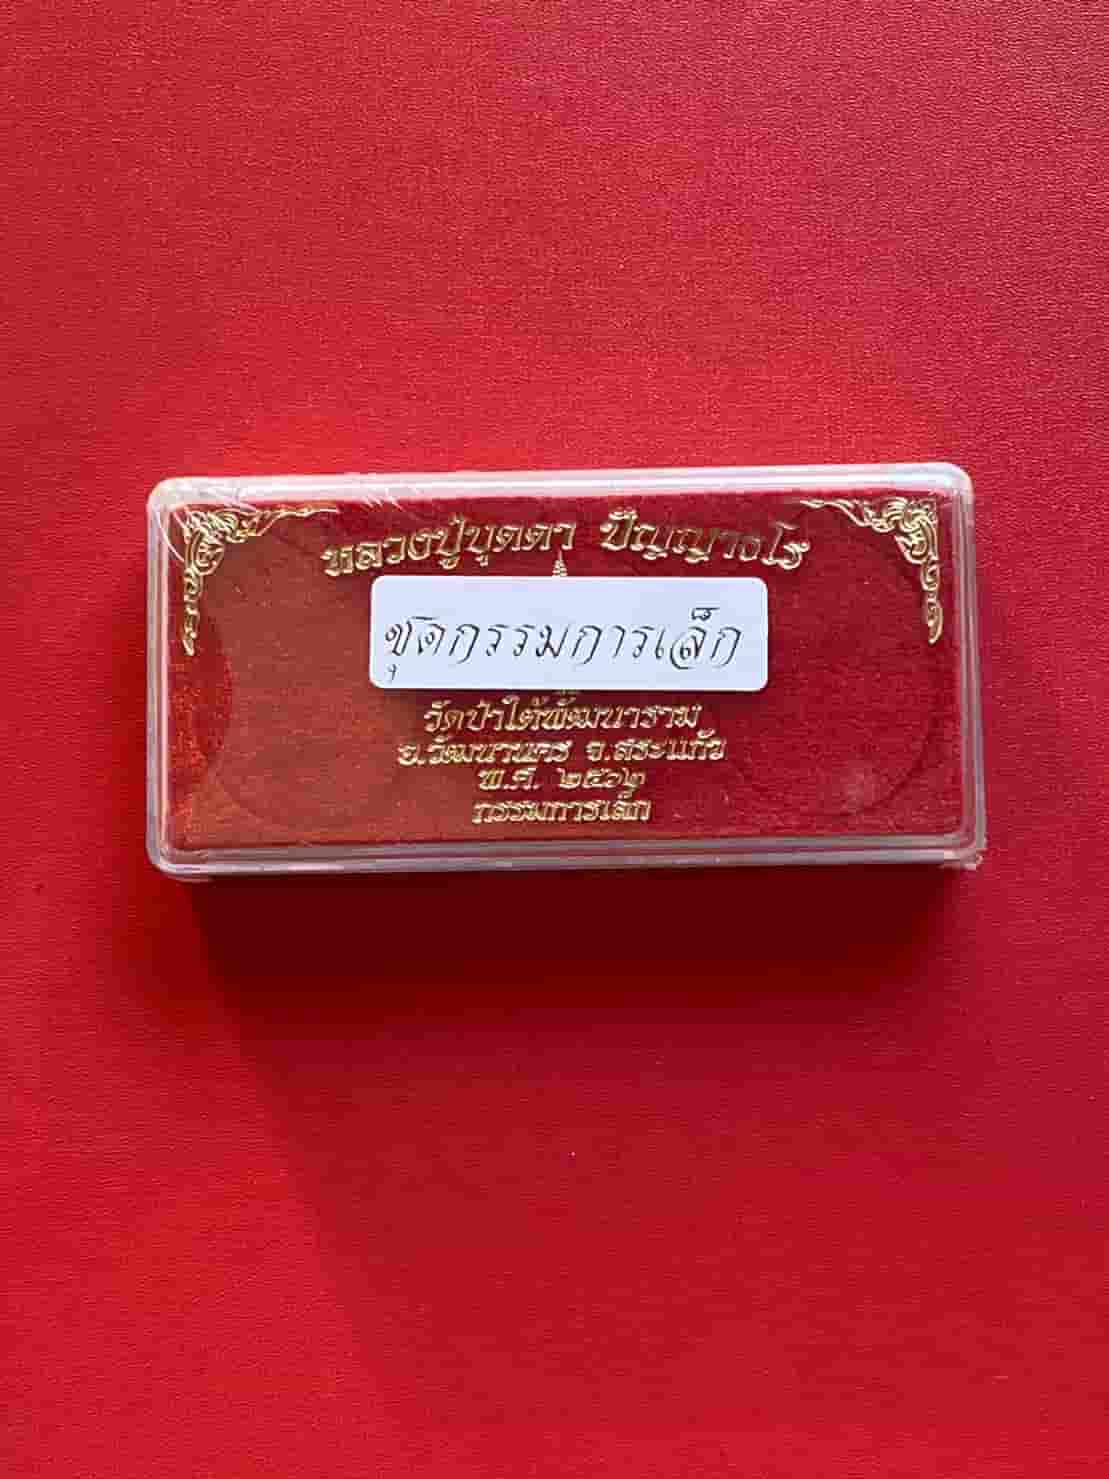 หลวงปู่บุดดา ปัญญาธโร
ชุดกรรมการเล็ก
วัดป่าใต้พัฒนาราม
อ.วัฒนานคร จ.สระแก้ว
พ.ศ. ๒๕๖๒
กรรมการเล็ก